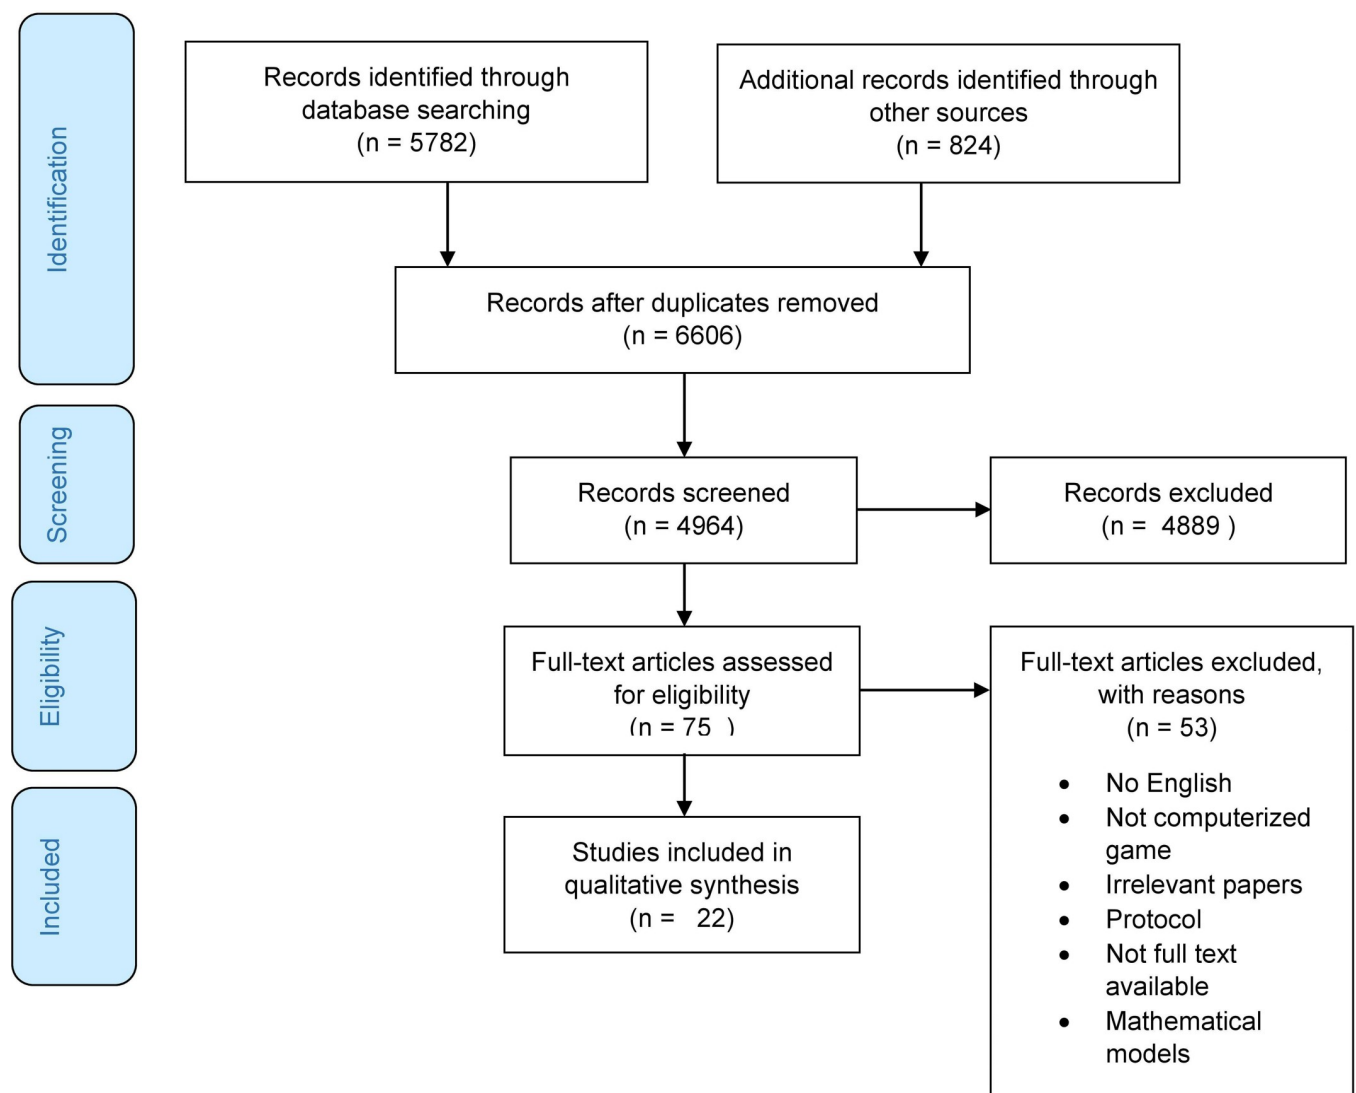 Identification
Records identified through
database searching
(n = 5782)
Additional records identified through
other sources
(n = 824)
Records after duplicates removed
(n = 6606)
Screening
Records screened
(n = 4964)
Records excluded
(n =  4889 )
Eligibility
Full-text articles assessed
for eligibility
(n = 75  )
Full-text articles excluded,
with reasons
(n = 53)
• No English
• Not computerized
game
• Irrelevant papers
• Protocol
• Not full text
available
• Mathematical
models
Included
Studies included in
qualitative synthesis
(n =   22)